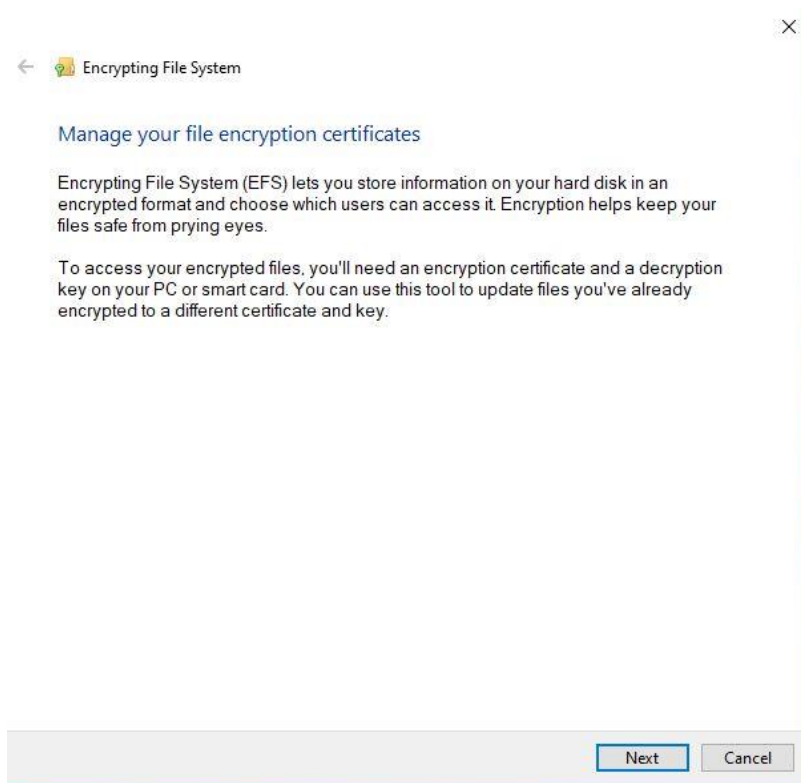 Encrypting File System
Manage your file encryption certificates
Encrypting File System (EFS) lets you store information on your hard disk in an
encrypted format and choose which users can access it. Encryption helps keep your
files safe from prying eyes.
To access your encrypted files, you'll need an encryption certificate and a decryption
key on your PC or smart card. You can use this tool to update files you've already
encrypted to a different certificate and key.
Next
Cancel